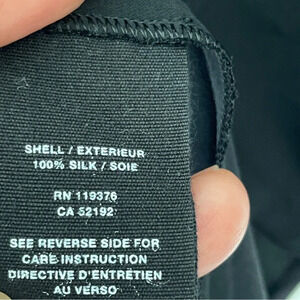 SHELL / EXTERIEUR
100% SILK / SOIE
RN 119376
CA 52192
SEE REVERSE SIDE FOR
CARE INSTRUCTION
DIRECTIVE D'ENTRETIEN
AU VERSO